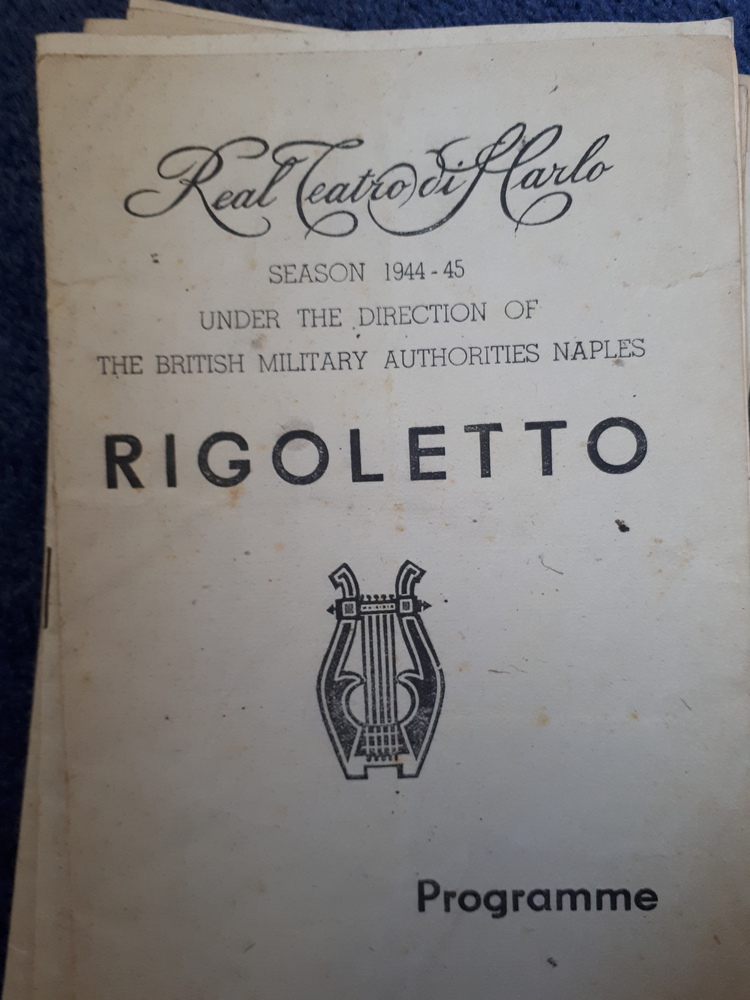 Real Teatro di S Carlo
SEASON 1944-45
UNDER THE DIRECTION OF
THE BRITISH MILITARY AUTHORITIES NAPLES
RIGOLETTO
Programme